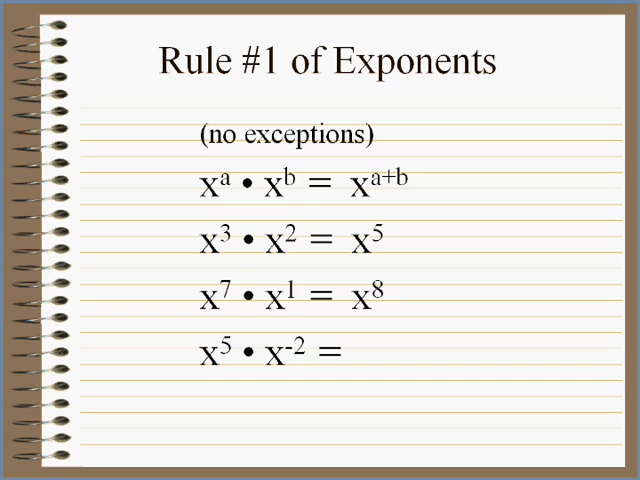 Rule #1 of Exponents
(no exceptions)
xᵃ • xᵇ = xᵃ⁺ᵇ
x³ • x² = x⁵
x⁷ • x¹ = x⁸
x⁵ • x⁻² =